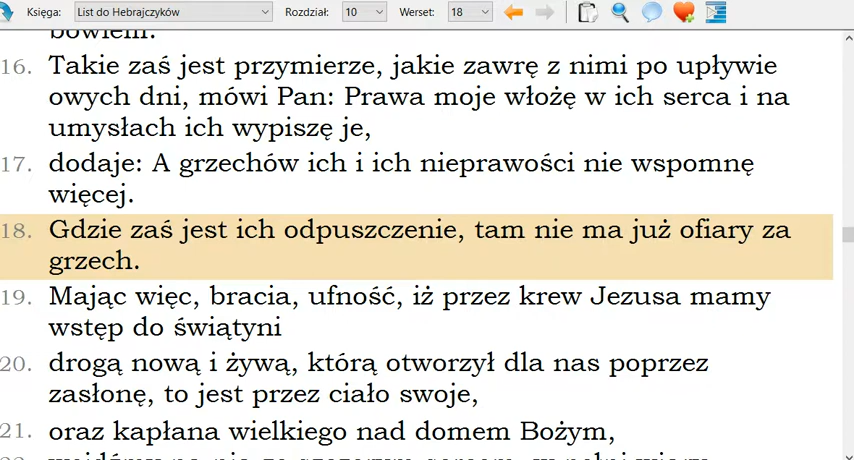 Księga: List do Hebrajczyków Rozdział: 10 Werset: 18
bowiem:
16. Takie zaś jest przymierze, jakie zawrę z nimi po upływie
owych dni, mówi Pan: Prawa moje włożę w ich serca i na
umysłach ich wypiszę je,
17. dodaje: A grzechów ich i ich nieprawości nie wspomnę
więcej.
18. Gdzie zaś jest ich odpuszczenie, tam nie ma już ofiary za
grzech.
19. Mając więc, bracia, ufność, iż przez krew Jezusa mamy
wstęp do świątyni
20. drogą nową i żywą, którą otworzył dla nas poprzez
zasłonę, to jest przez ciało swoje,
21. oraz kapłana wielkiego nad domem Bożym,